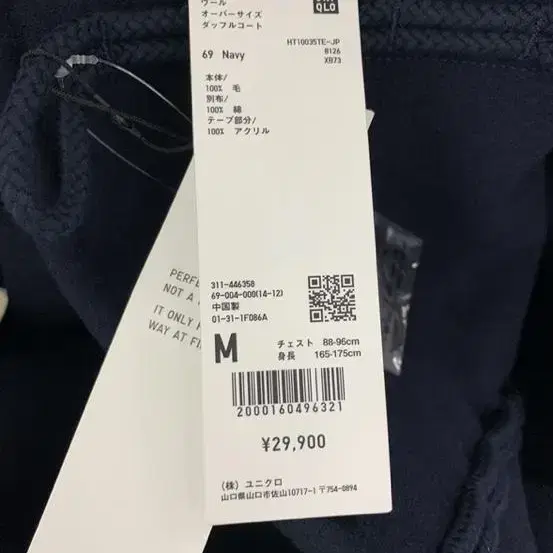 ウール
オーバーサイズ
ダッフルコート
QLO
69 Navy
HT10035TE-JP
B126
XB73
本体/
100% 毛
別布/
100% 綿
テープ部分/
100% アクリル
311-446358
69-004-000(14-12)
中国製
01-31-1F086A
M
チェスト 88-96cm
身長 165-175cm
2000160496321
¥29,900
(株) ユニクロ
山口県山口市佐山10717-1 〒754-0894
PERFE
NOT A
IT ONLY
WAY AT FI